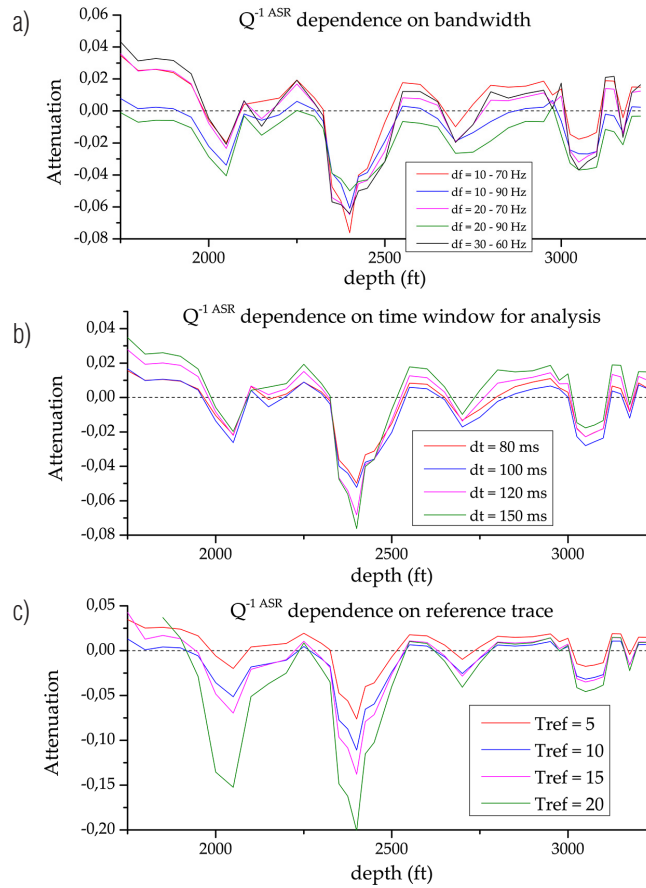 a)
Q-1 ASR dependence on bandwidth
0,06
0,04
0,02
0,00
-0,02
-0,04
-0,06
-0,08
Attenuation
df = 10 - 70 Hz
df = 10 - 90 Hz
df = 20 - 70 Hz
df = 20 - 90 Hz
df = 30 - 60 Hz
2000
2500
3000
depth (ft)
b)
Q-1 ASR dependence on time window for analysis
0,04
0,02
0,00
-0,02
-0,04
-0,06
-0,08
Attenuation
dt = 80 ms
dt = 100 ms
dt = 120 ms
dt = 150 ms
2000
2500
3000
depth (ft)
c)
Q-1 ASR dependence on reference trace
0,05
0,00
-0,05
-0,10
-0,15
-0,20
Attenuation
Tref = 5
Tref = 10
Tref = 15
Tref = 20
2000
2500
3000
depth (ft)